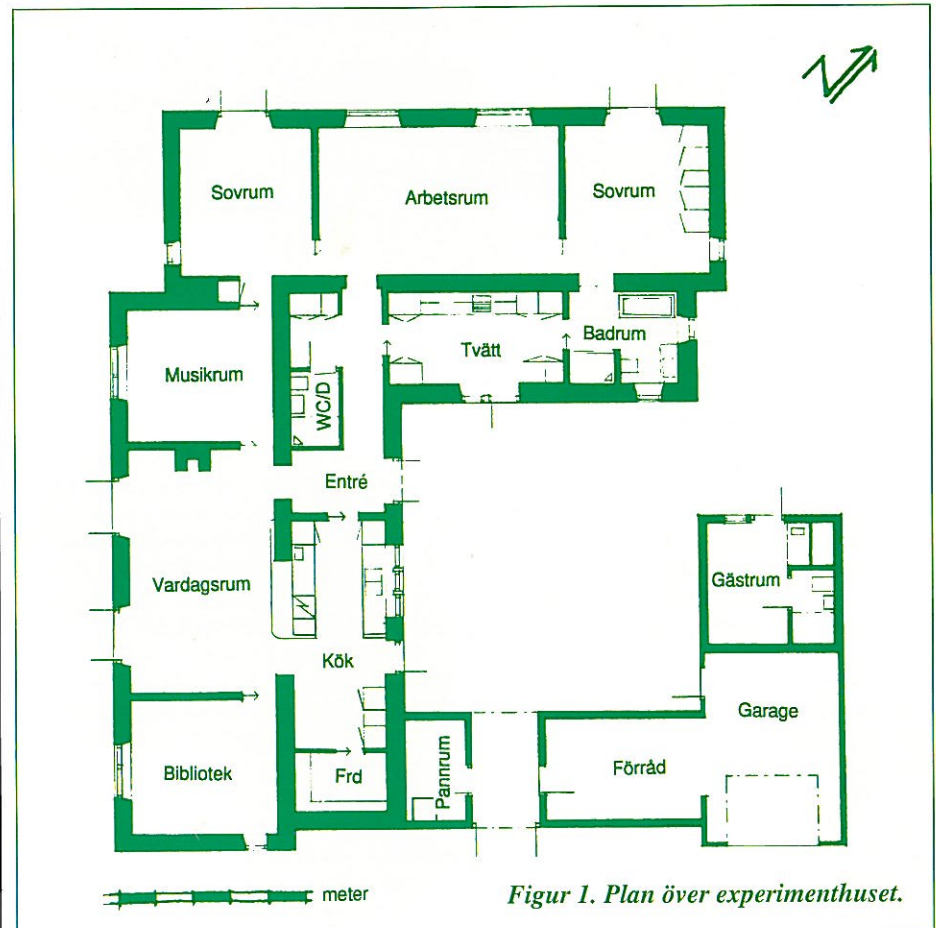 Sovrum
Arbetsrum
Sovrum
Musikrum
WC/D
Tvätt
Badrum
Entré
Vardagsrum
Kök
Gästrum
Garage
Förråd
Bibliotek
Frd
Pannrum
meter
Figur 1. Plan över experimenthuset.